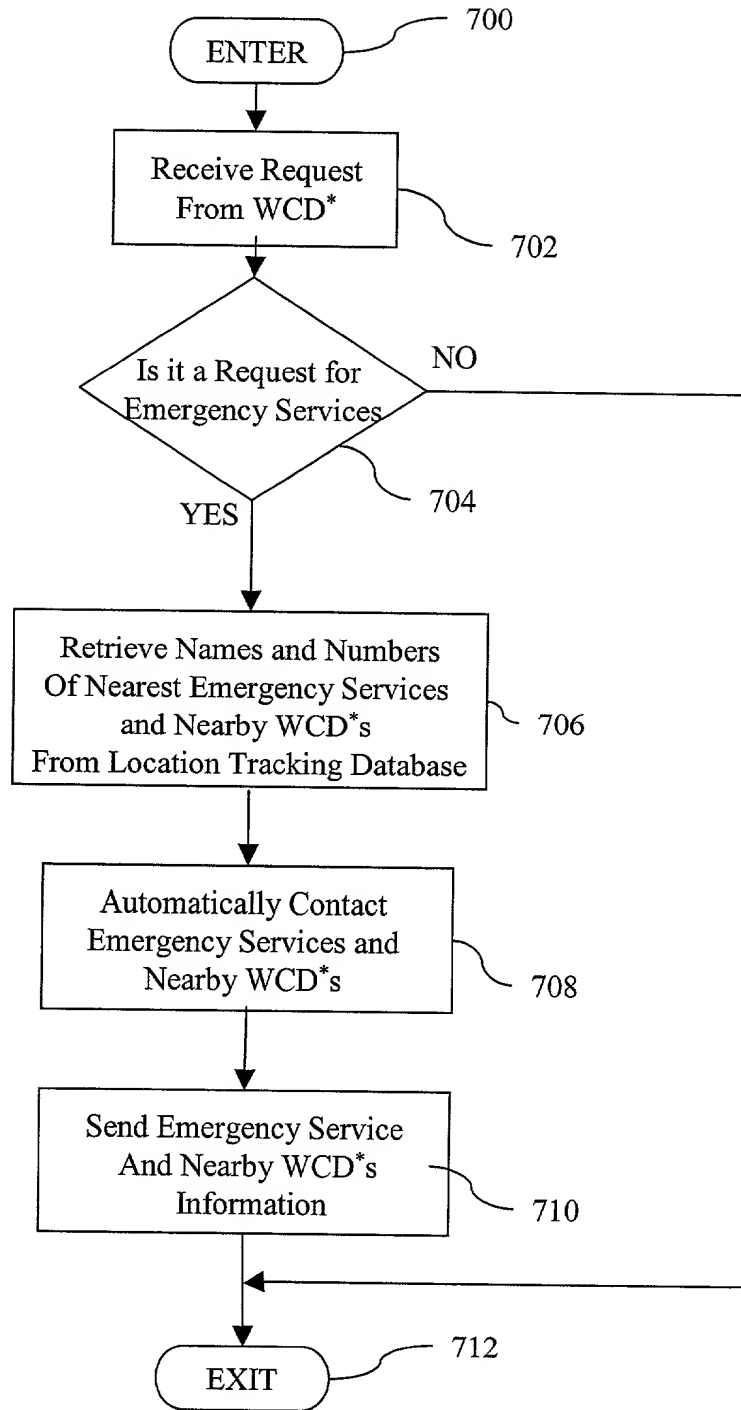 700
ENTER
Receive Request
From WCD*
702
Is it a Request for
Emergency Services
NO
704
YES
Retrieve Names and Numbers
Of Nearest Emergency Services
and Nearby WCD*s
From Location Tracking Database
706
Automatically Contact
Emergency Services and
Nearby WCD*s
708
Send Emergency Service
And Nearby WCD*s
Information
710
712
EXIT